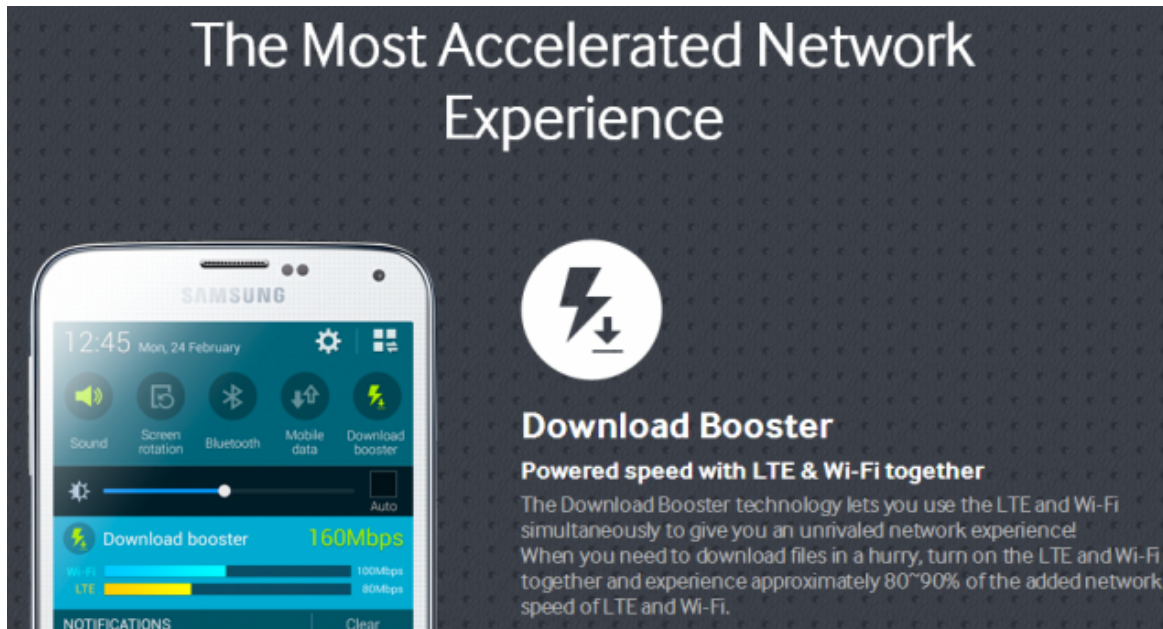 The Most Accelerated Network
Experience
SAMSUNG
12:45 Mon, 24 February
Sound
Screen
rotation
Bluetooth
Mobile
data
Download
booster
Auto
Download booster 160Mbps
Wi-Fi 100Mbps
LTE 80Mbps
NOTIFICATIONS Clear
Download Booster
Powered speed with LTE & Wi-Fi together
The Download Booster technology lets you use the LTE and Wi-Fi
simultaneously to give you an unrivaled network experience!
When you need to download files in a hurry, turn on the LTE and Wi-Fi
together and experience approximately 80~90% of the added network
speed of LTE and Wi-Fi.